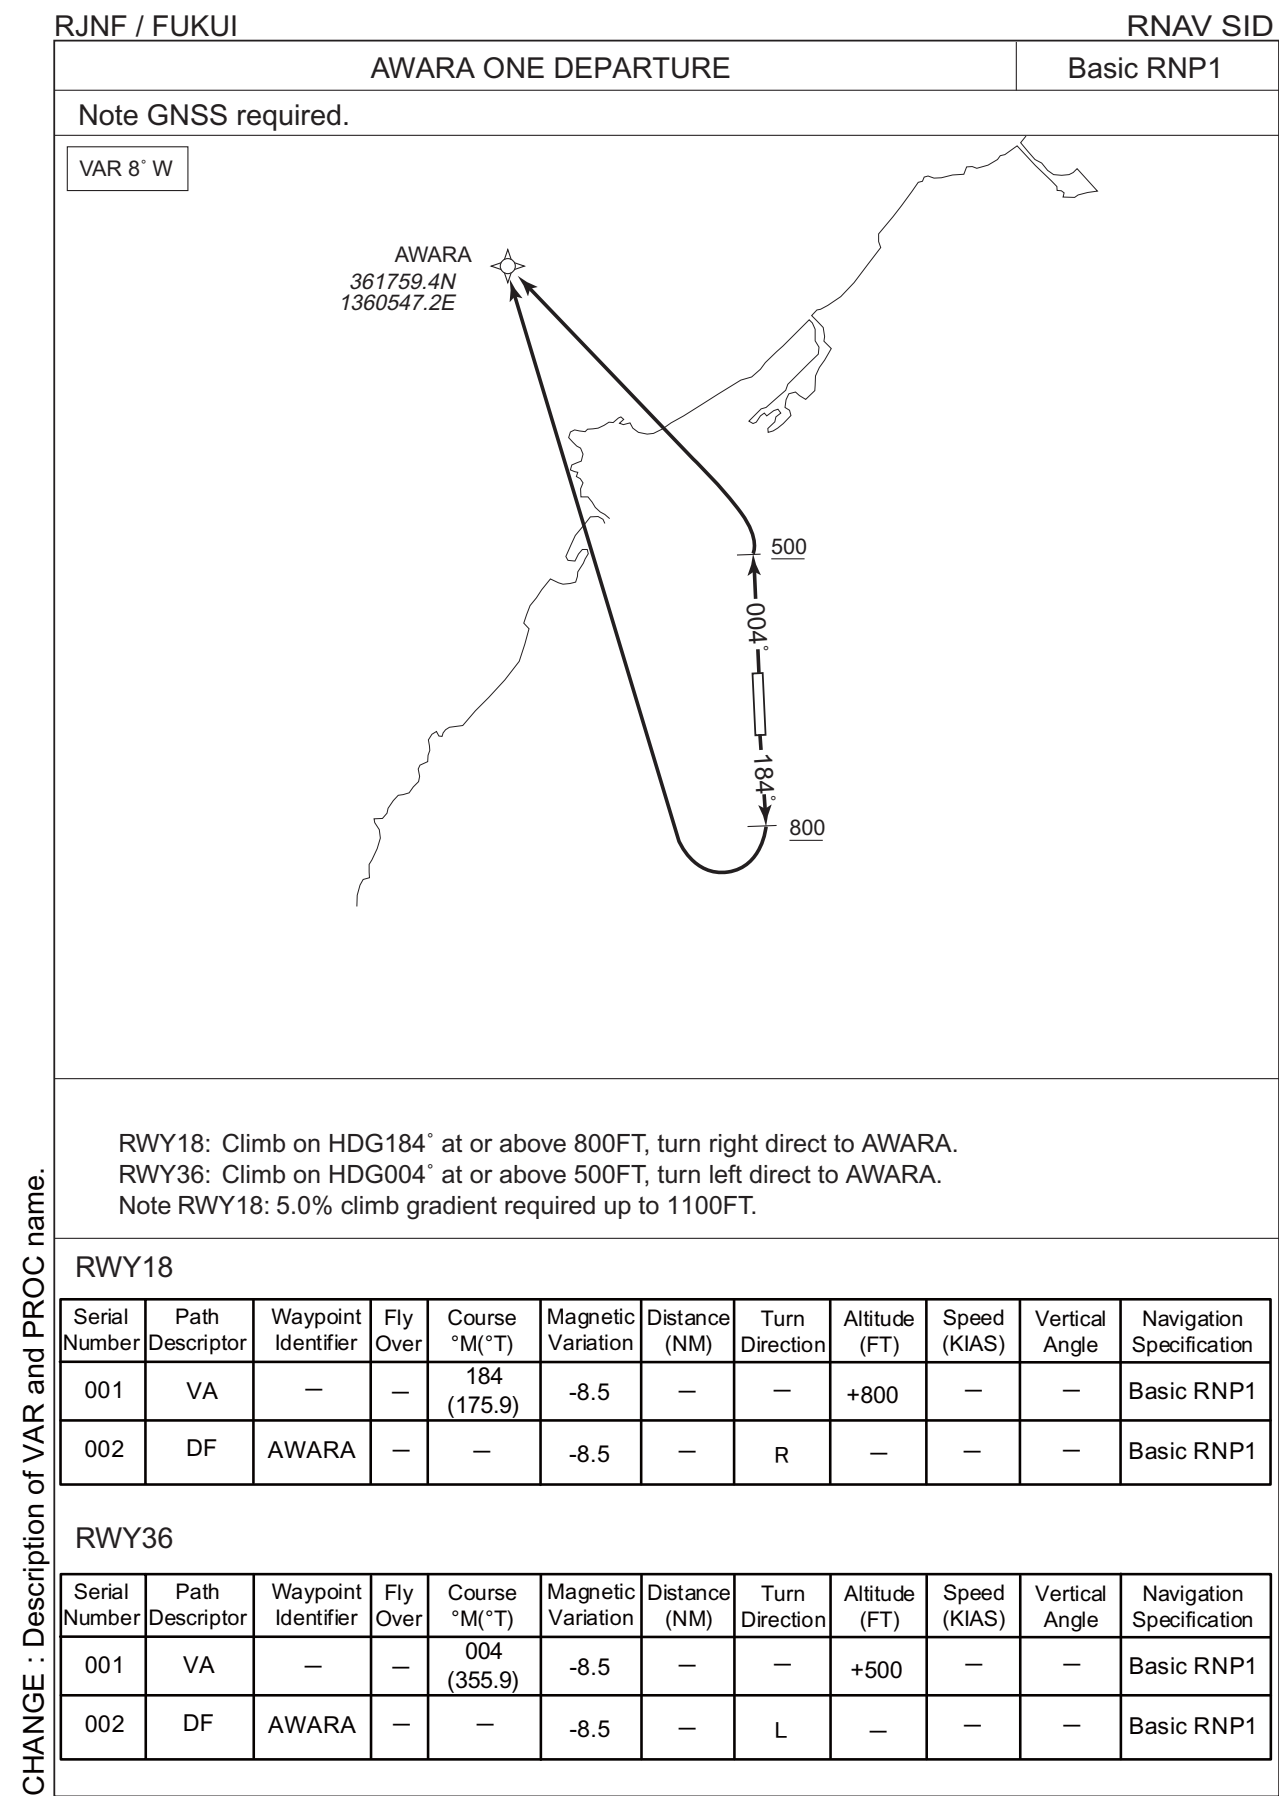 RJNF / FUKUI RNAV SID
AWARA ONE DEPARTURE Basic RNP1
Note GNSS required.
VAR 8° W
AWARA
361759.4N
1360547.2E
500
004°
184°
800
RWY18: Climb on HDG184° at or above 800FT, turn right direct to AWARA.
RWY36: Climb on HDG004° at or above 500FT, turn left direct to AWARA.
Note RWY18: 5.0% climb gradient required up to 1100FT.
RWY18
Serial Number Path Descriptor Waypoint Identifier Fly Over Course °M(°T) Magnetic Variation Distance (NM) Turn Direction Altitude (FT) Speed (KIAS) Vertical Angle Navigation Specification
001 VA — — 184 (175.9) -8.5 — — +800 — — Basic RNP1
002 DF AWARA — — -8.5 — R — — — Basic RNP1
RWY36
Serial Number Path Descriptor Waypoint Identifier Fly Over Course °M(°T) Magnetic Variation Distance (NM) Turn Direction Altitude (FT) Speed (KIAS) Vertical Angle Navigation Specification
001 VA — — 004 (355.9) -8.5 — — +500 — — Basic RNP1
002 DF AWARA — — -8.5 — L — — — Basic RNP1
CHANGE : Description of VAR and PROC name.